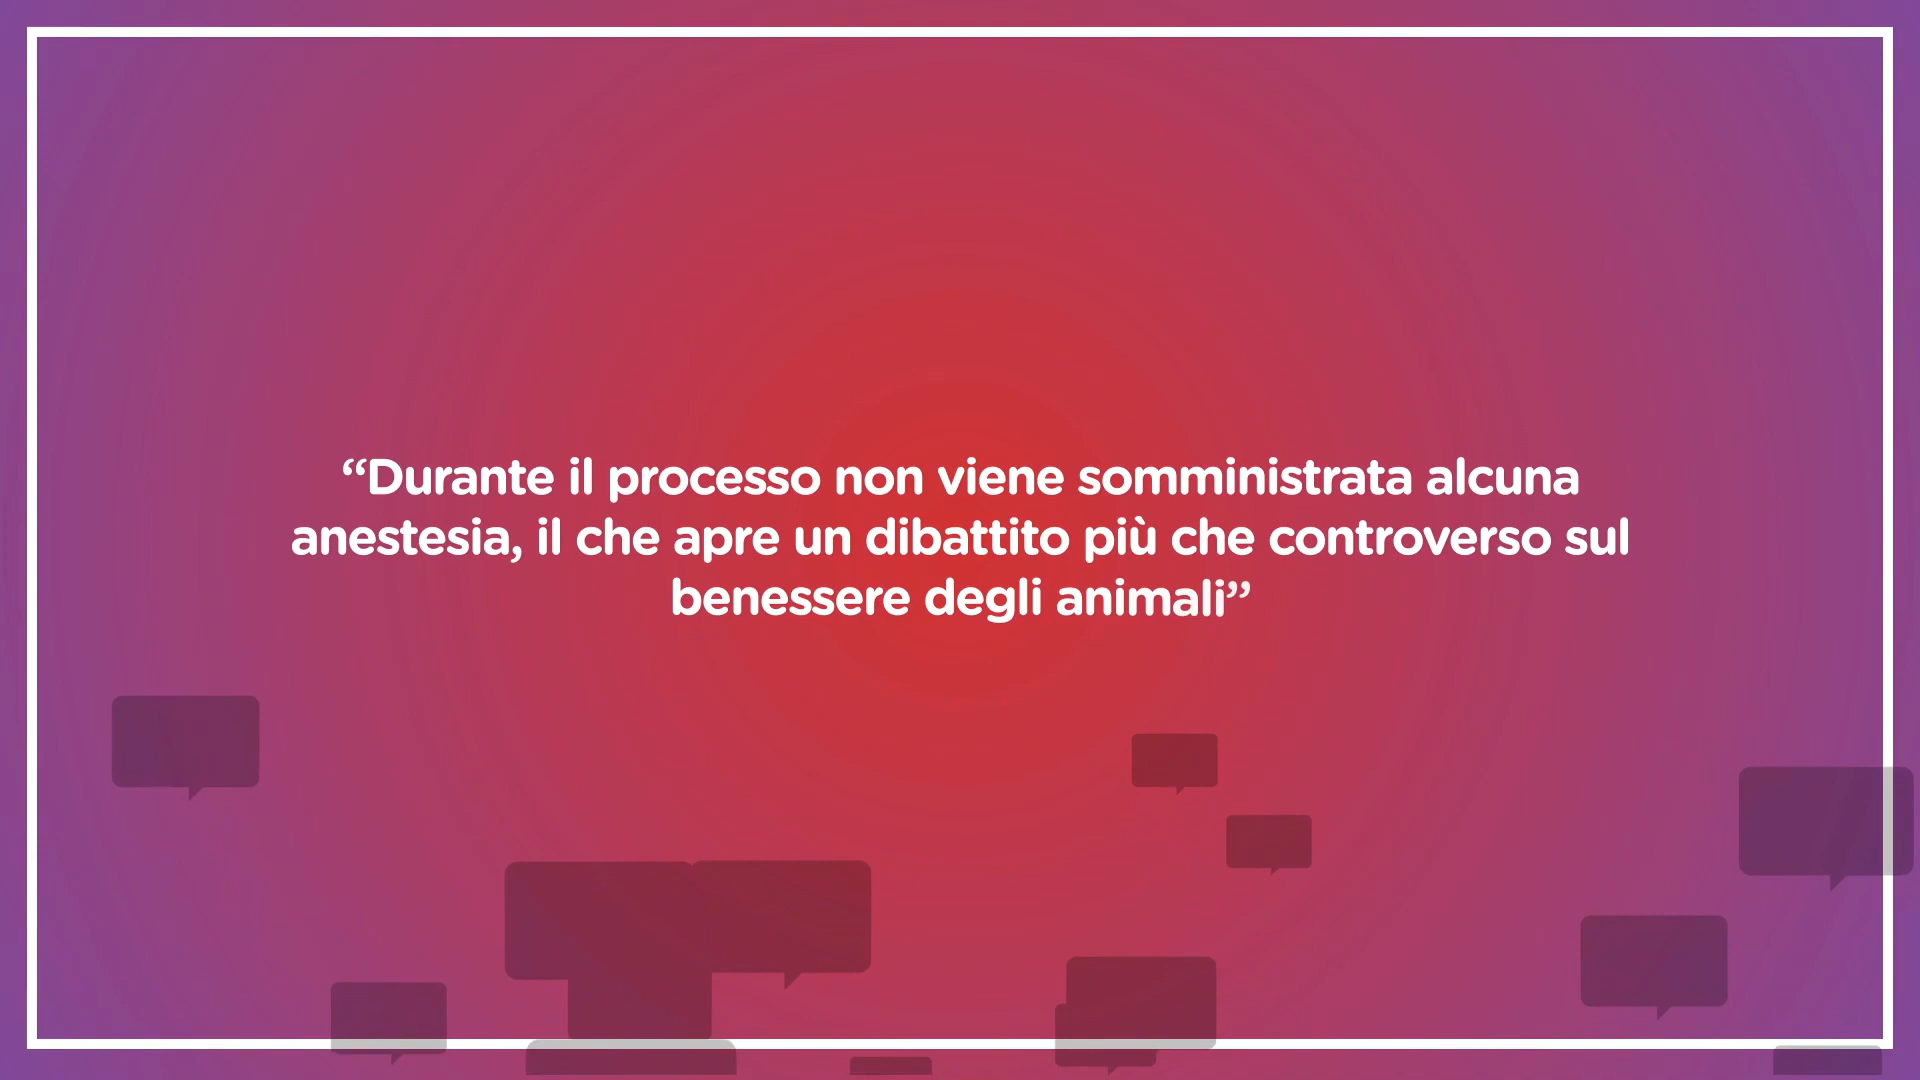 “Durante il processo non viene somministrata alcuna
anestesia, il che apre un dibattito più che controverso sul
benessere degli animali”